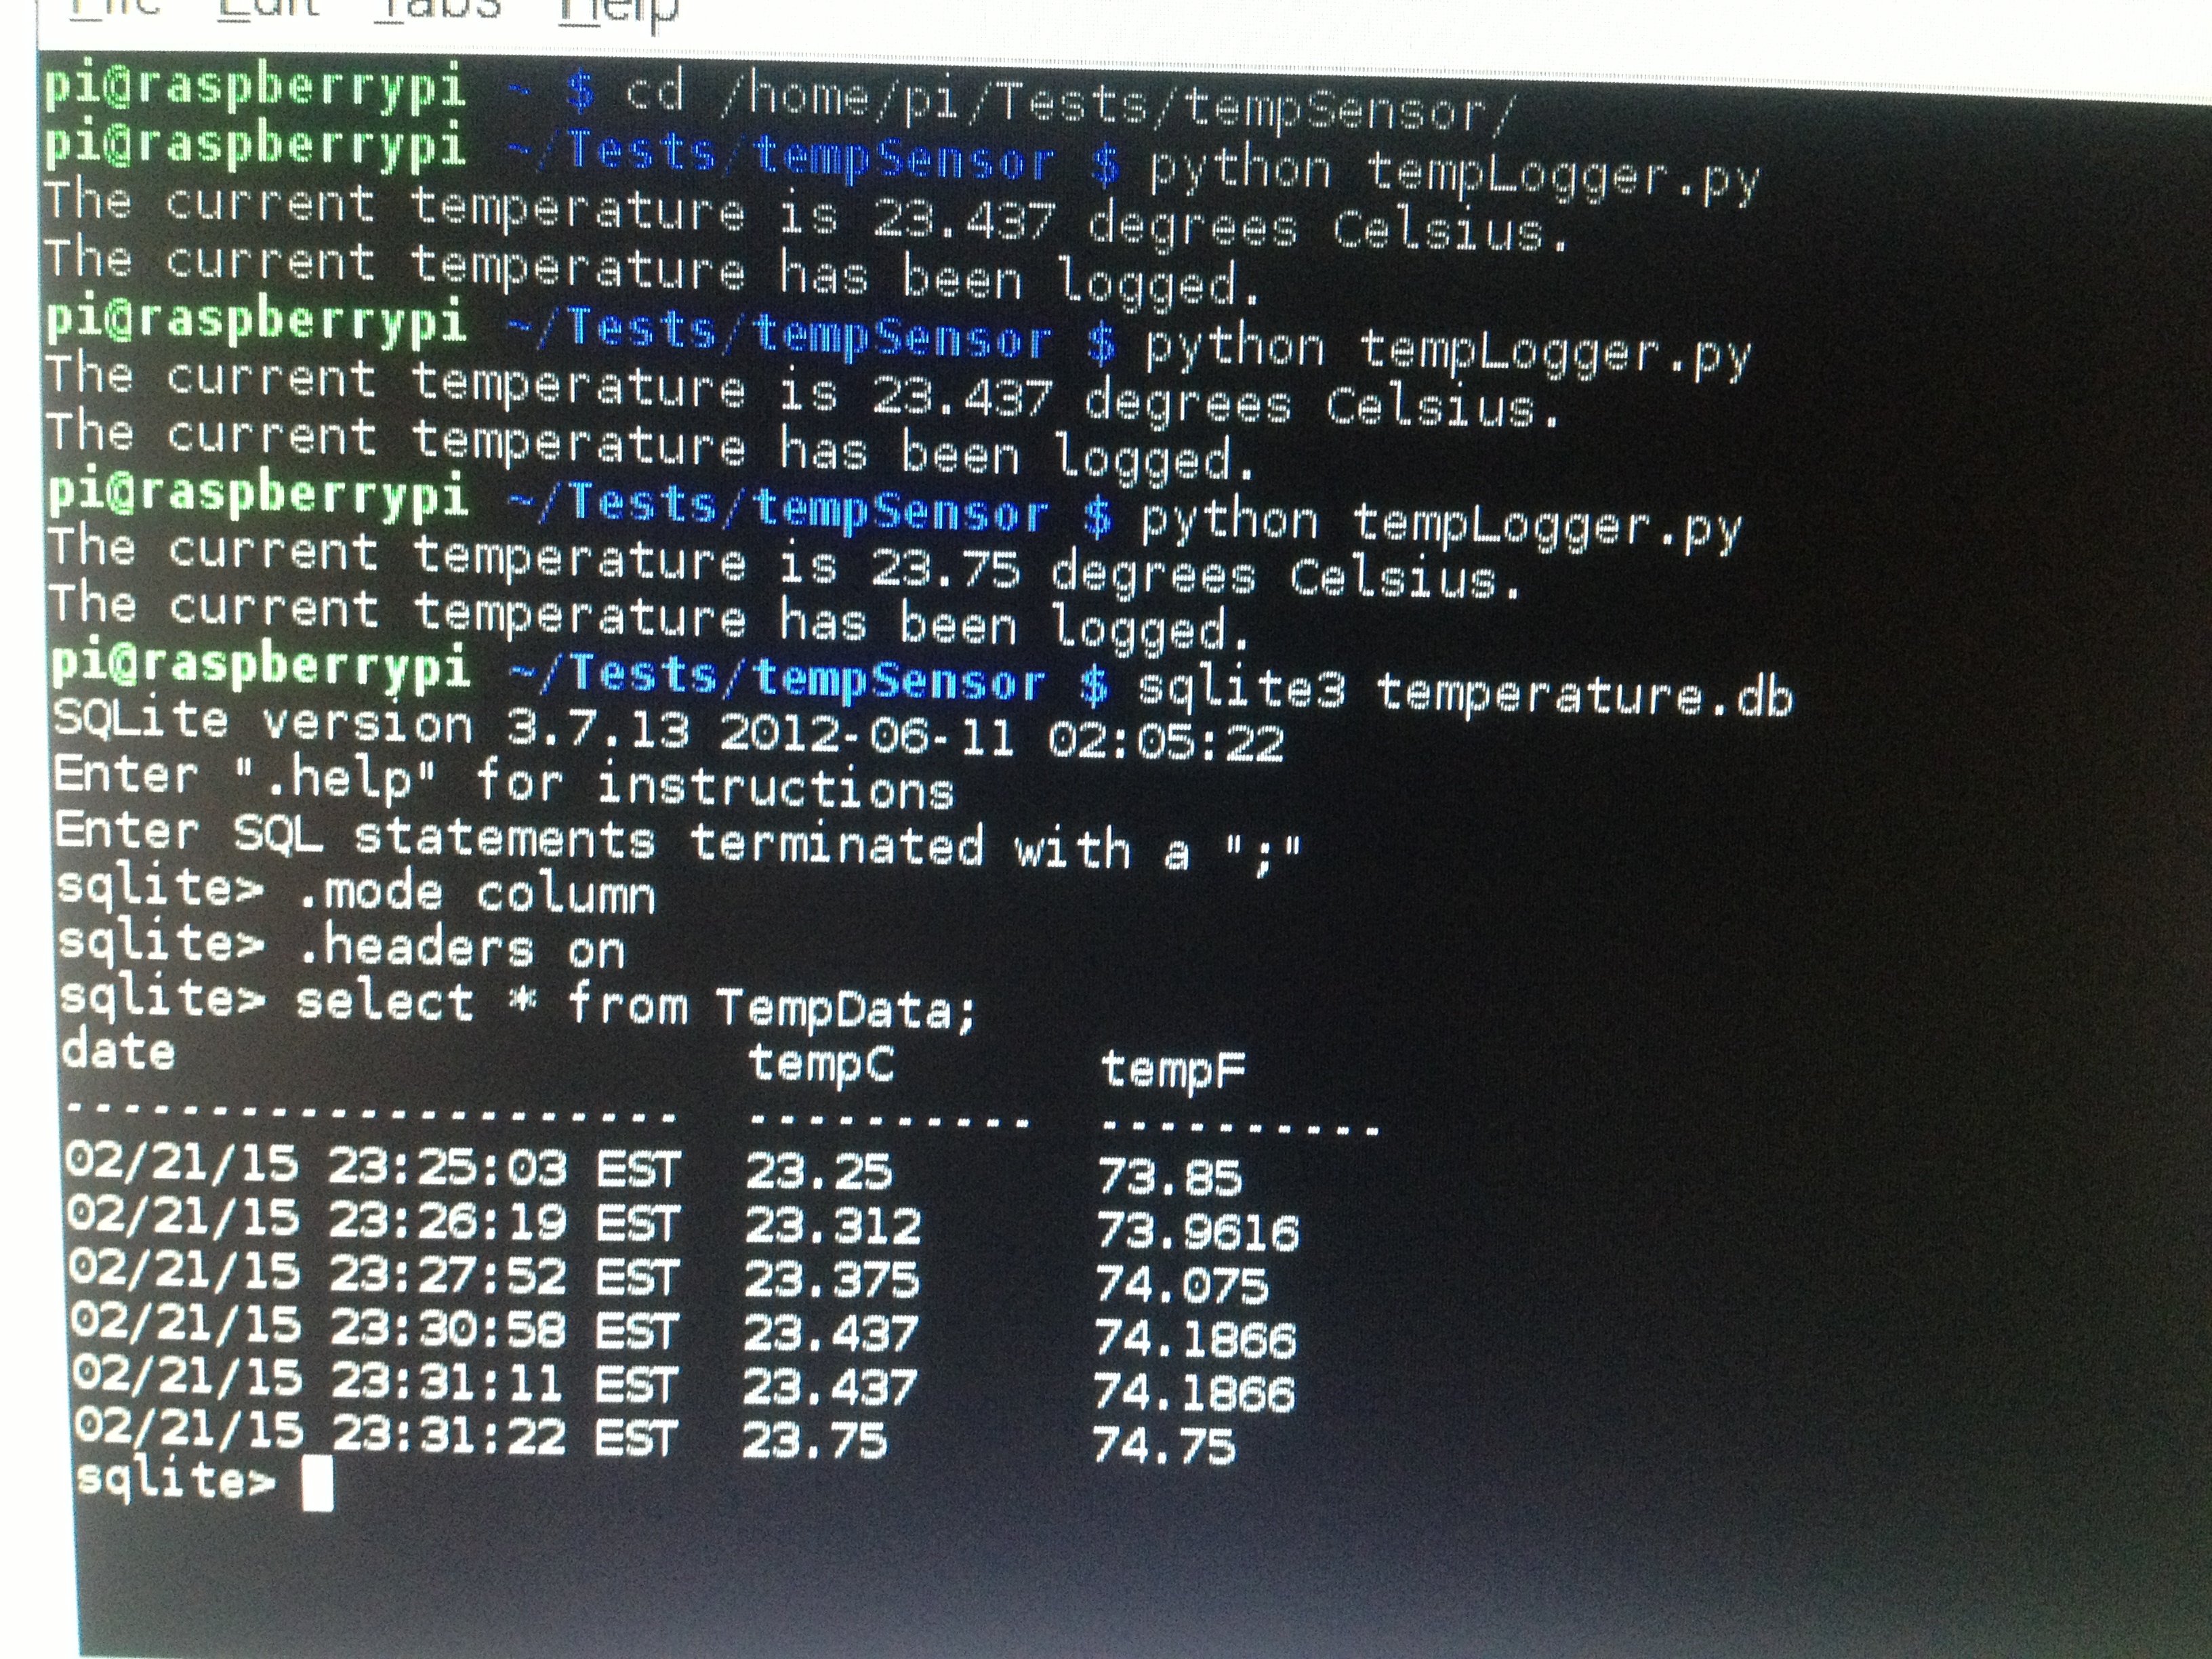 File Edit Tabs Help
pi@raspberrypi ~ $ cd /home/pi/Tests/tempSensor/
pi@raspberrypi ~/Tests/tempSensor $ python tempLogger.py
The current temperature is 23.437 degrees Celsius.
The current temperature has been logged.
pi@raspberrypi ~/Tests/tempSensor $ python tempLogger.py
The current temperature is 23.437 degrees Celsius.
The current temperature has been logged.
pi@raspberrypi ~/Tests/tempSensor $ python tempLogger.py
The current temperature is 23.75 degrees Celsius.
The current temperature has been logged.
pi@raspberrypi ~/Tests/tempSensor $ sqlite3 temperature.db
SQLite version 3.7.13 2012-06-11 02:05:22
Enter ".help" for instructions
Enter SQL statements terminated with a ";"
sqlite> .mode column
sqlite> .headers on
sqlite> select * from TempData;
date tempC tempF
--------------------- ---------- ----------
02/21/15 23:25:03 EST 23.25 73.85
02/21/15 23:26:19 EST 23.312 73.9616
02/21/15 23:27:52 EST 23.375 74.075
02/21/15 23:30:58 EST 23.437 74.1866
02/21/15 23:31:11 EST 23.437 74.1866
02/21/15 23:31:22 EST 23.75 74.75
sqlite>